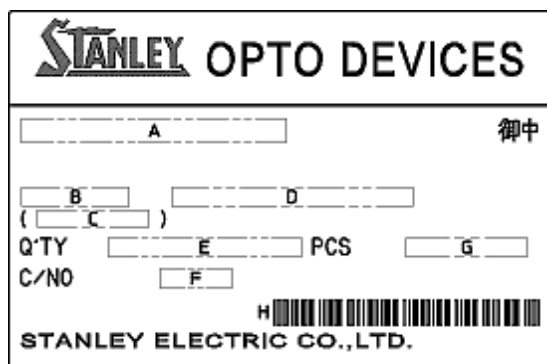 STANLEY OPTO DEVICES
A 御中
B D
( C )
Q'TY E PCS G
C/NO F
H
STANLEY ELECTRIC CO.,LTD.